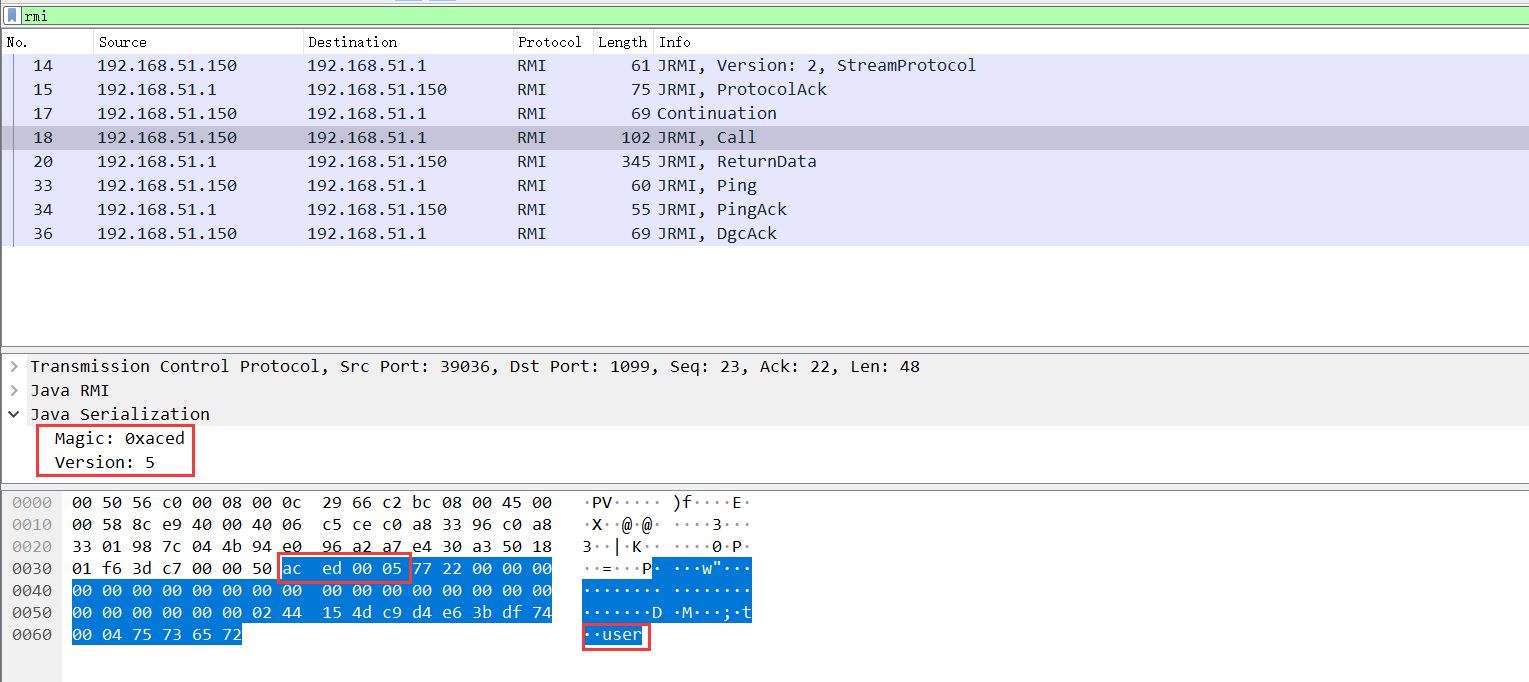 rmi
No. Source Destination Protocol Length Info
14 192.168.51.150 192.168.51.1 RMI 61 JRMI, Version: 2, StreamProtocol
15 192.168.51.1 192.168.51.150 RMI 75 JRMI, ProtocolAck
17 192.168.51.150 192.168.51.1 RMI 69 Continuation
18 192.168.51.150 192.168.51.1 RMI 102 JRMI, Call
20 192.168.51.1 192.168.51.150 RMI 345 JRMI, ReturnData
33 192.168.51.150 192.168.51.1 RMI 60 JRMI, Ping
34 192.168.51.1 192.168.51.150 RMI 55 JRMI, PingAck
36 192.168.51.150 192.168.51.1 RMI 69 JRMI, DgcAck
Transmission Control Protocol, Src Port: 39036, Dst Port: 1099, Seq: 23, Ack: 22, Len: 48
Java RMI
Java Serialization
Magic: 0xaced
Version: 5
0000 00 50 56 c0 00 08 00 0c 29 66 c2 bc 08 00 45 00 ·PV····· )f····E·
0010 00 58 8c e9 40 00 40 06 c5 ce c0 a8 33 96 c0 a8 ·X··@·@· ····3···
0020 33 01 98 7c 04 4b 94 e0 96 a2 a7 e4 30 a3 50 18 3··|·K·· ····0·P·
0030 01 f6 3d c7 00 00 50 ac ed 00 05 77 22 00 00 00 ··=···P· ···w"···
0040 00 00 00 00 00 00 00 00 00 00 00 00 00 00 00 00 ········ ········
0050 00 00 00 00 00 00 02 44 15 4d c9 d4 e6 3b df 74 ·······D ·M···;·t
0060 00 04 75 73 65 72 ··user